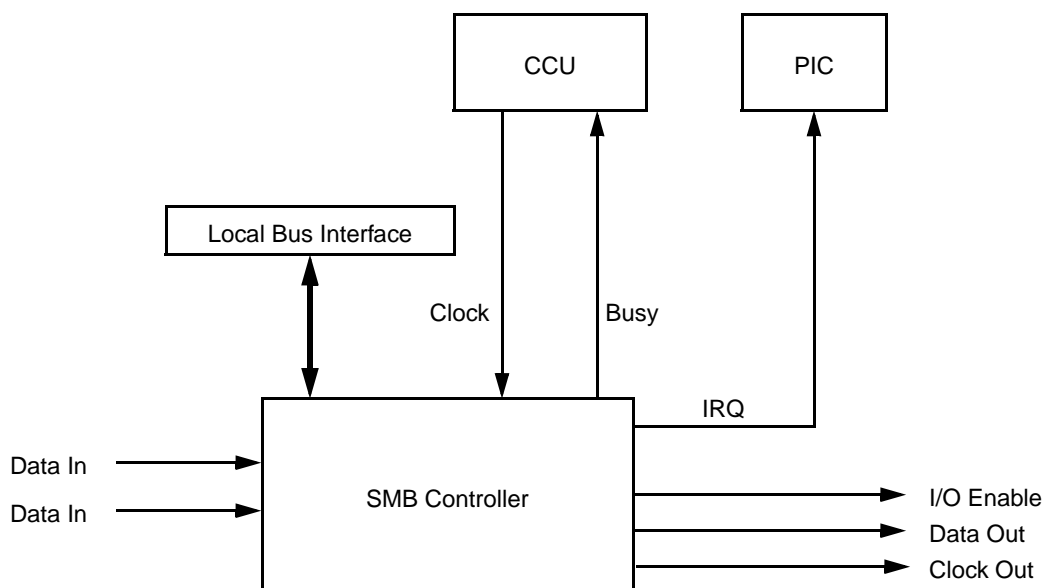 CCU
PIC
Local Bus Interface
Clock
Busy
IRQ
Data In
SMB Controller
I/O Enable
Data In
Data Out
Clock Out